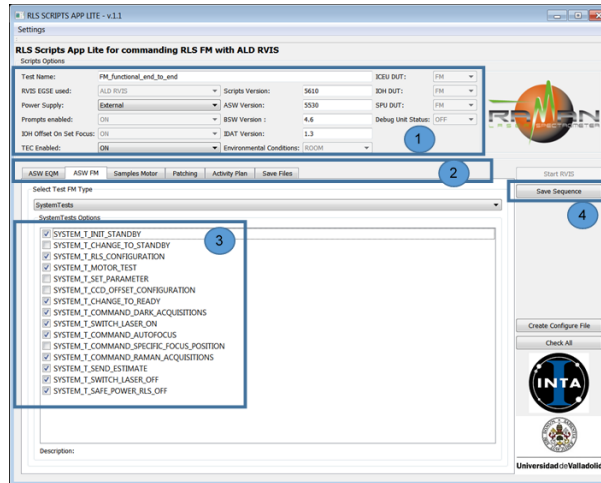 RLS SCRIPTS APP LITE - v.1.1
Settings
RLS Scripts App Lite for commanding RLS FM with ALD RVIS
Scripts Options
Test Name: FM_functional_end_to_end ICEU DUT: FM
RVIS EGSE used: ALD RVIS Scripts Version: 5610 IOH DUT: FM
Power Supply: External ASW Version: 5530 SPU DUT: FM
Prompts enabled: ON BSW Version : 4.6 Debug Unit Status: OFF
IOH Offset On Set Focus: ON IDAT Version: 1.3
TEC Enabled: ON Environmental Conditions: ROOM
1
RAMAN
LASER SPECTROMETER
ASW EQM ASW FM Samples Motor Patching Activity Plan Save Files
2
Start RVIS
Select Test FM Type
Save Sequence
SystemTests
4
SystemTests Options
SYSTEM_T_INIT_STANDBY
3
SYSTEM_T_CHANGE_TO_STANDBY
SYSTEM_T_RLS_CONFIGURATION
SYSTEM_T_MOTOR_TEST
SYSTEM_T_SET_PARAMETER
SYSTEM_T_CCD_OFFSET_CONFIGURATION
SYSTEM_T_CHANGE_TO_READY
SYSTEM_T_COMMAND_DARK_ACQUISITIONS
SYSTEM_T_SWITCH_LASER_ON
SYSTEM_T_COMMAND_AUTOFOCUS
SYSTEM_T_COMMAND_SPECIFIC_FOCUS_POSITION
SYSTEM_T_COMMAND_RAMAN_ACQUISITIONS
SYSTEM_T_SEND_ESTIMATE
SYSTEM_T_SWITCH_LASER_OFF
SYSTEM_T_SAFE_POWER_RLS_OFF
Create Configure File
Check All
INTA
Description:
Universidad de Valladolid